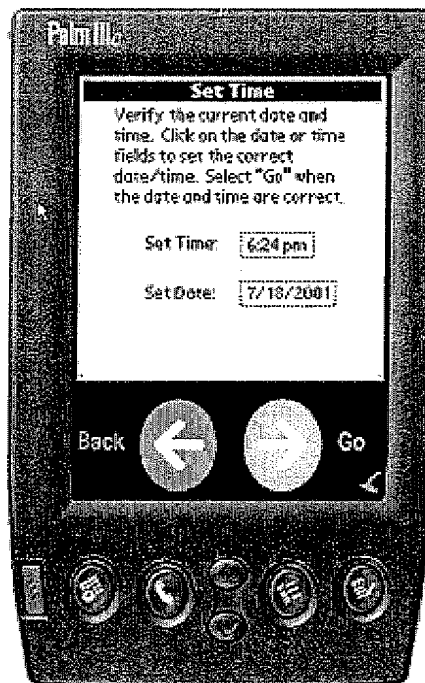 Palm III
Set Time
Verify the current date and
time. Click on the date or time
fields to set the correct
date/time. Select "Go" when
the date and time are correct.
Set Time: 6:24 pm
Set Date: 7/18/2001
Back
Go